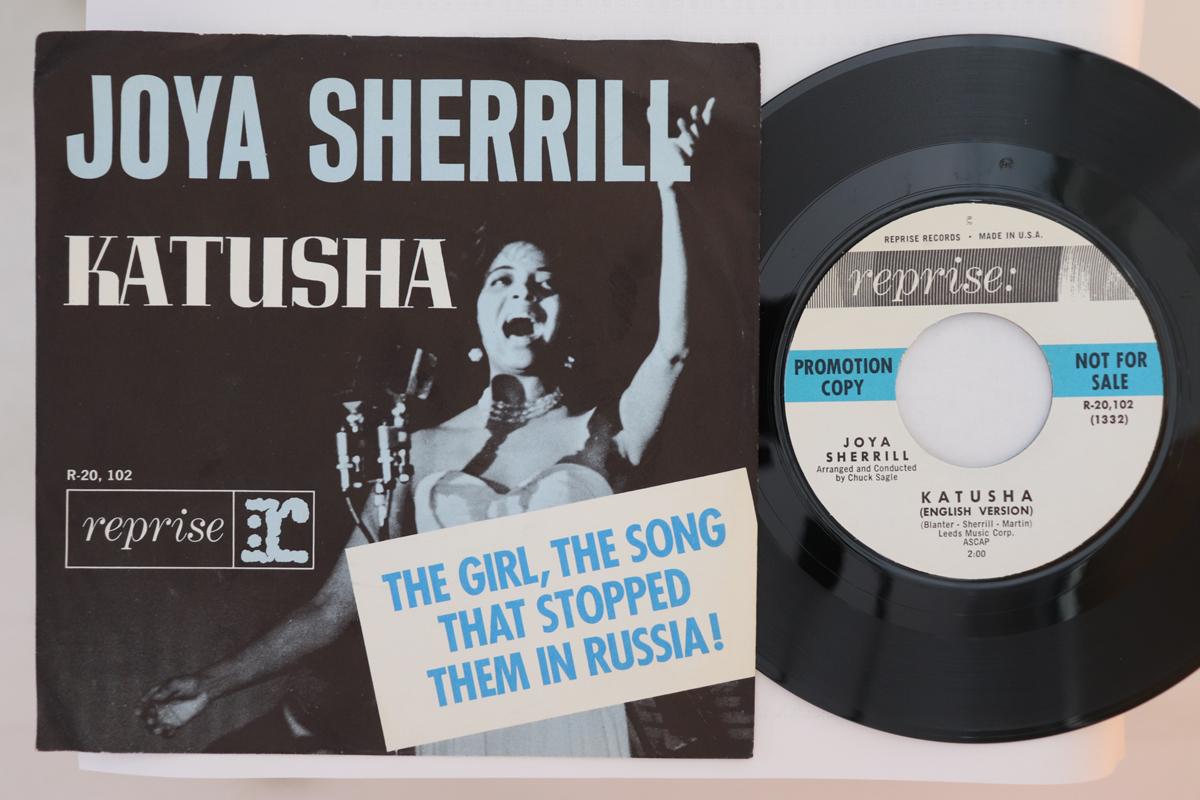 JOYA SHERRILL
KATUSHA
R-20, 102
reprise r
THE GIRL, THE SONG
THAT STOPPED
THEM IN RUSSIA!
REPRISE RECORDS • MADE IN U.S.A.
reprise:
PROMOTION
COPY
NOT FOR
SALE
R-20,102
(1332)
JOYA
SHERRILL
Arranged and Conducted
by Chuck Sagle
KATUSHA
(ENGLISH VERSION)
(Blanter - Sherrill - Martin)
Leeds Music Corp.
ASCAP
2:00